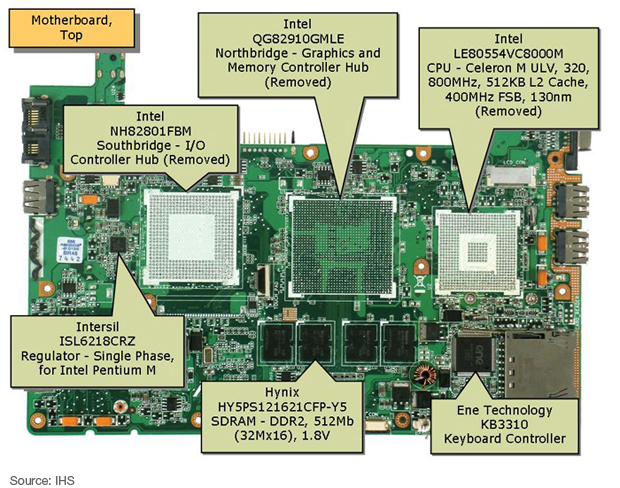 Motherboard,
Top
Intel
QG82910GMLE
Northbridge - Graphics and
Memory Controller Hub
(Removed)
Intel
LE80554VC8000M
CPU - Celeron M ULV, 320,
800MHz, 512KB L2 Cache,
400MHz FSB, 130nm
(Removed)
Intel
NH82801FBM
Southbridge - I/O
Controller Hub (Removed)
LCD_CON
7442
Intersil
ISL6218CRZ
Regulator - Single Phase,
for Intel Pentium M
Hynix
HY5PS121621CFP-Y5
SDRAM - DDR2, 512Mb
(32Mx16), 1.8V
Ene Technology
KB3310
Keyboard Controller
Source: IHS